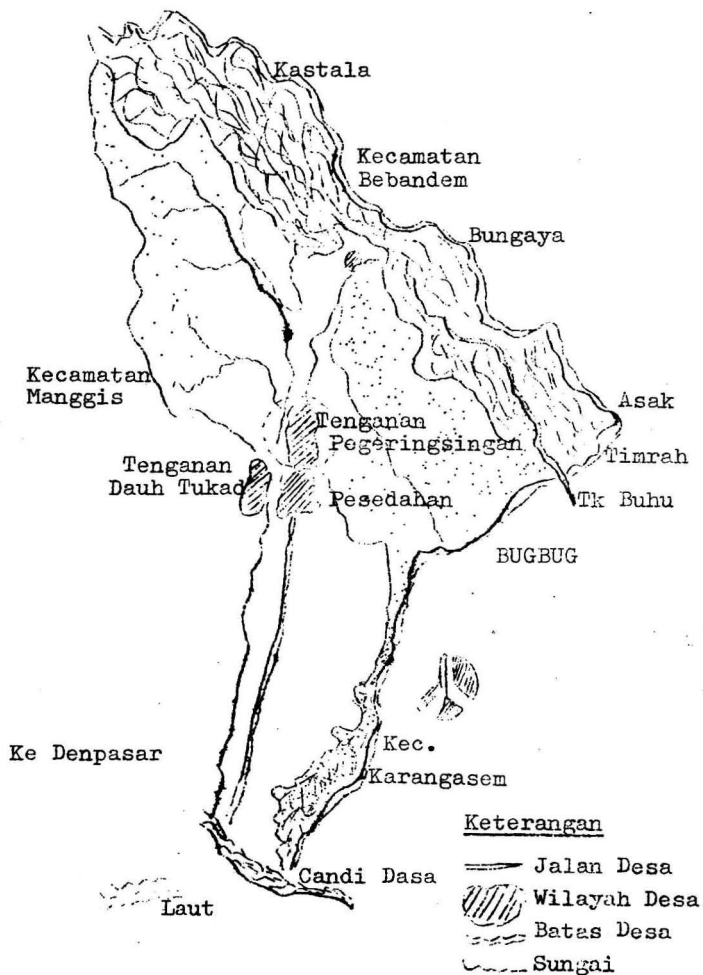 Kastala
Kecamatan
Bebandem
Bungaya
Kecamatan
Manggis
Asak
Tenganan
Pegeringsingan
Timrah
Tenganan
Dauh Tukad
Pesedahan
Tk Buhu
BUGBUG
Kec.
Karangasem
Ke Denpasar
Candi Dasa
Laut
Keterangan
Jalan Desa
Wilayah Desa
Batas Desa
Sungai